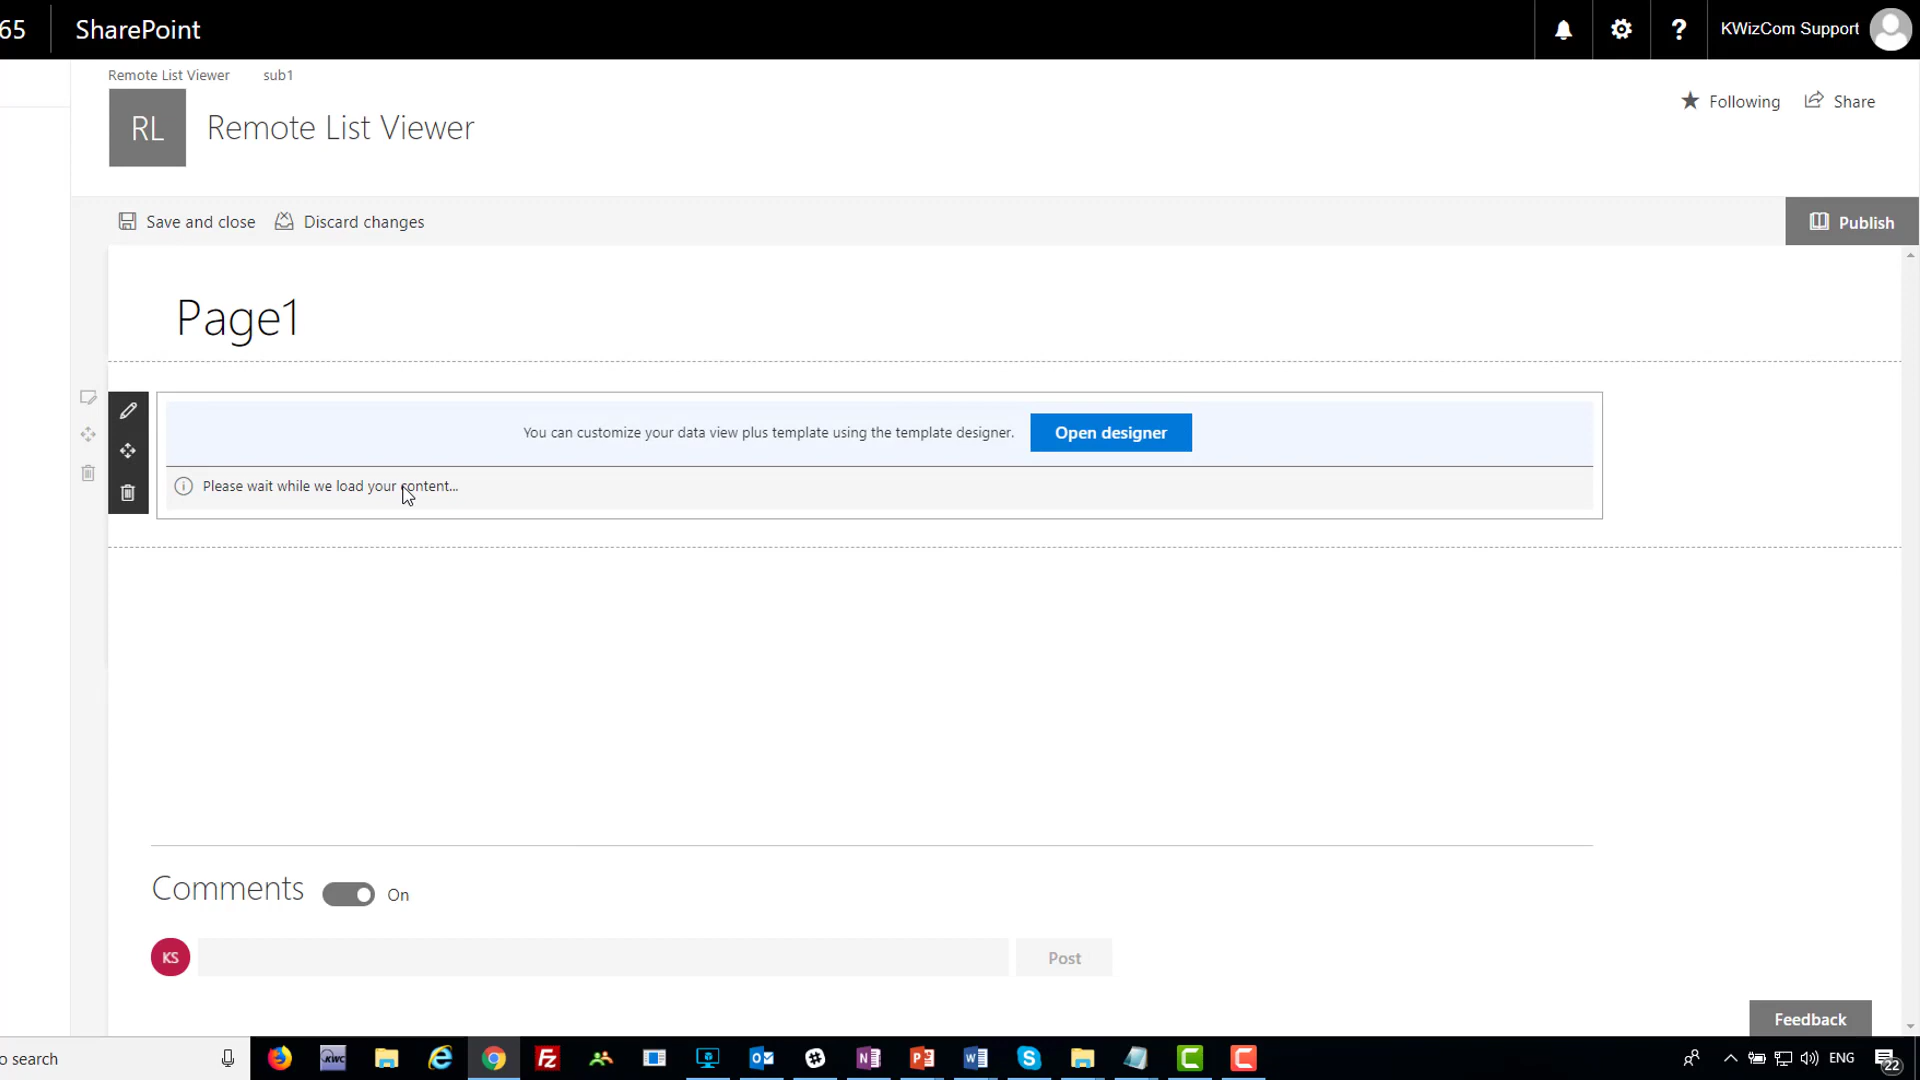 65 SharePoint KWizCom Support
Remote List Viewer sub1
RL Remote List Viewer
Following Share
Save and close Discard changes Publish
Page1
You can customize your data view plus template using the template designer. Open designer
Please wait while we load your content...
Comments On
KS Post
Feedback
o search KWC Fz N P W S C C ENG 22